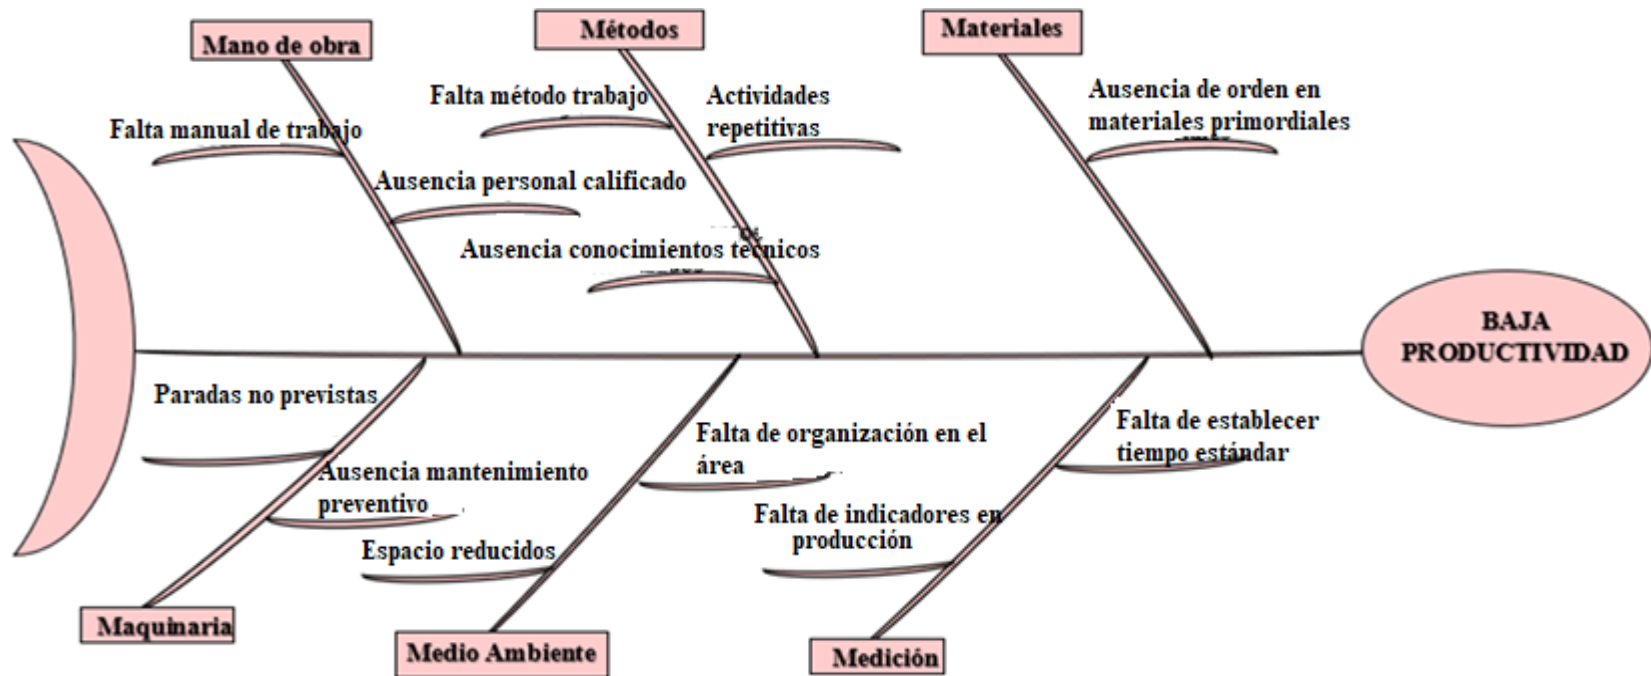 Mano de obra
Métodos
Materiales
Falta manual de trabajo
Ausencia personal calificado
Falta método trabajo
Actividades
repetitivas
Ausencia conocimientos técnicos
Ausencia de orden en
materiales primordiales
BAJA
PRODUCTIVIDAD
Paradas no previstas
Ausencia mantenimiento
preventivo
Espacio reducidos
Falta de organización en el
área
Falta de indicadores en
producción
Falta de establecer
tiempo estándar
Maquinaria
Medio Ambiente
Medición